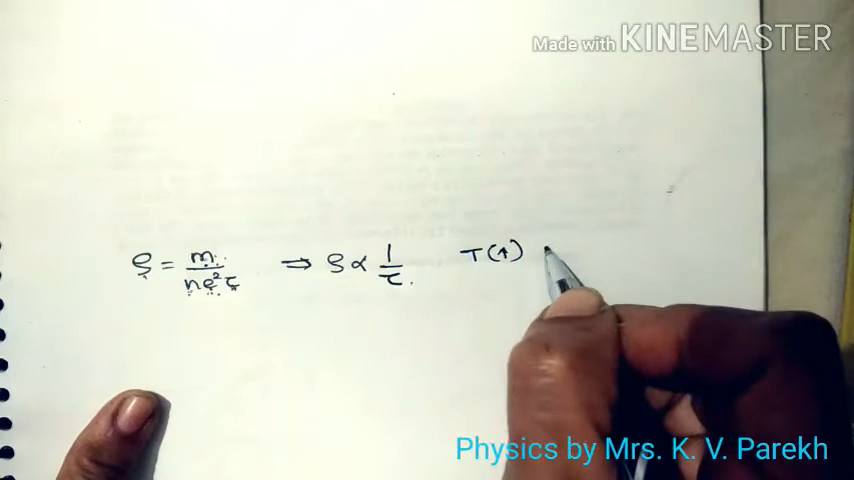 Made with KINEMASTER
ρ = m/ne²τ ⇒ ρ ∝ 1/τ. T(↑)
Physics by Mrs. K. V. Parekh